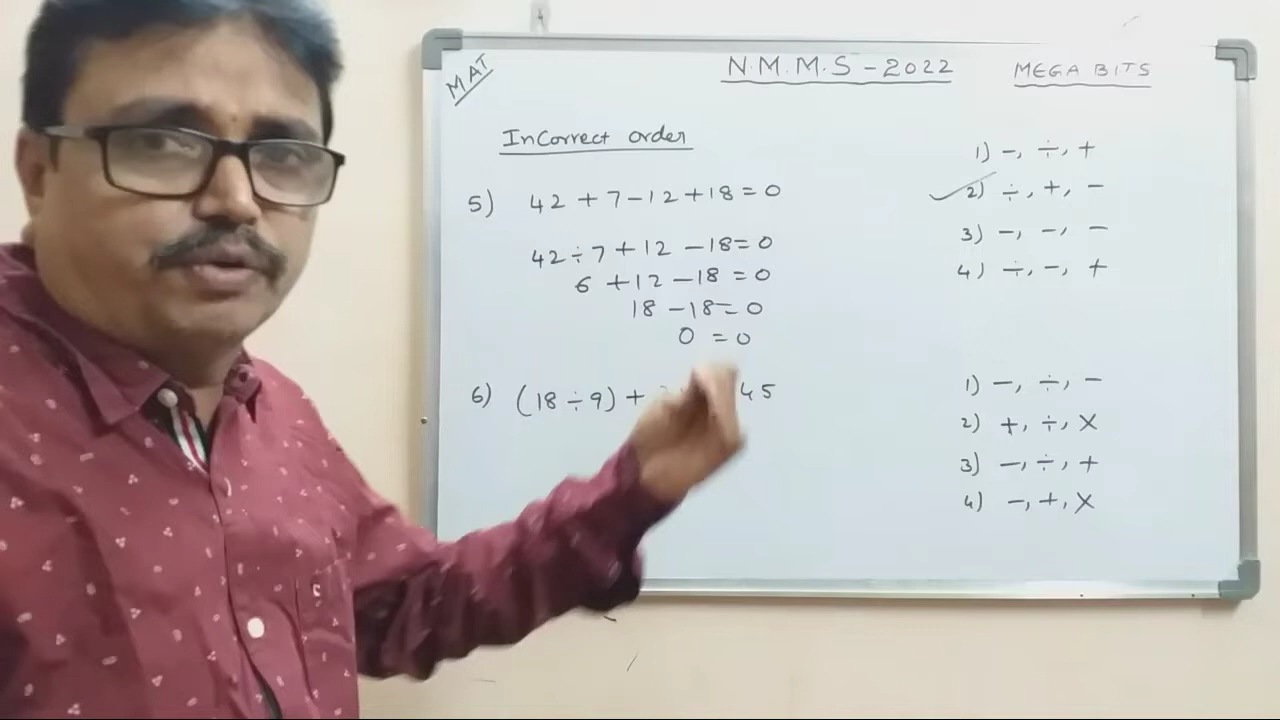 MAT
N.M.M.S-2022
MEGA BITS
InCorrect order
5) 42 + 7 - 12 + 18 = 0
42 ÷ 7 + 12 - 18 = 0
6 + 12 - 18 = 0
18 - 18 = 0
0 = 0
1) -, ÷, +
2) ÷, +, -
3) -, -, -
4) ÷, -, +
6) (18 ÷ 9) + 45
1) -, ÷, -
2) +, ÷, ×
3) -, ÷, +
4) -, +, ×